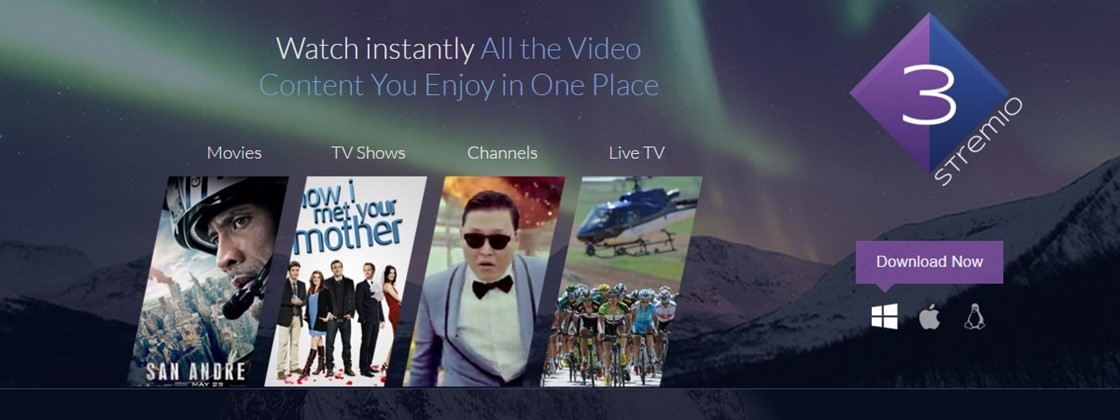 Watch instantly All the Video
Content You Enjoy in One Place
3
STREMIO
Movies
TV Shows
Channels
Live TV
how i
met your
mother
SAN ANDRE
MAY 29
Download Now